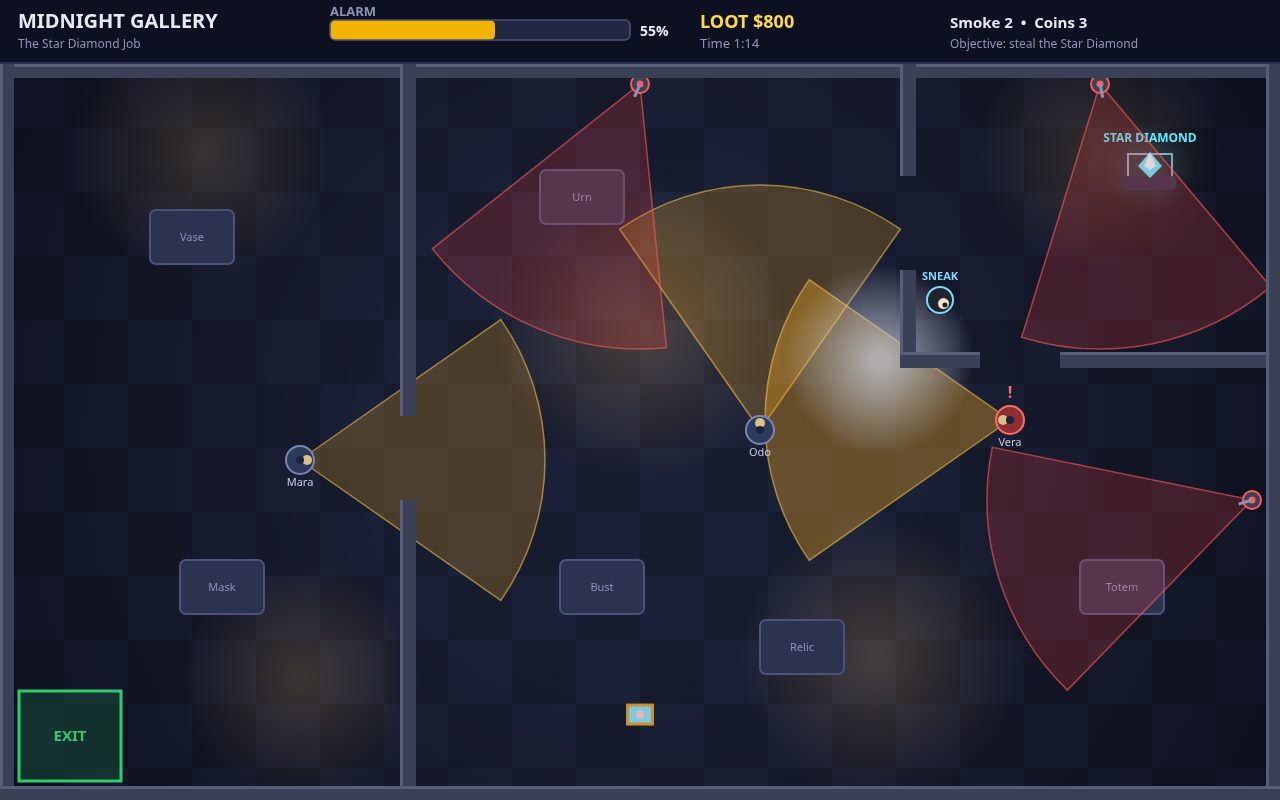 MIDNIGHT GALLERY
The Star Diamond Job
ALARM
55%
LOOT $800
Time 1:14
Smoke 2 • Coins 3
Objective: steal the Star Diamond
STAR DIAMOND
Urn
Vase
SNEAK
!
Vera
Odo
Mara
Mask
Bust
Totem
Relic
EXIT